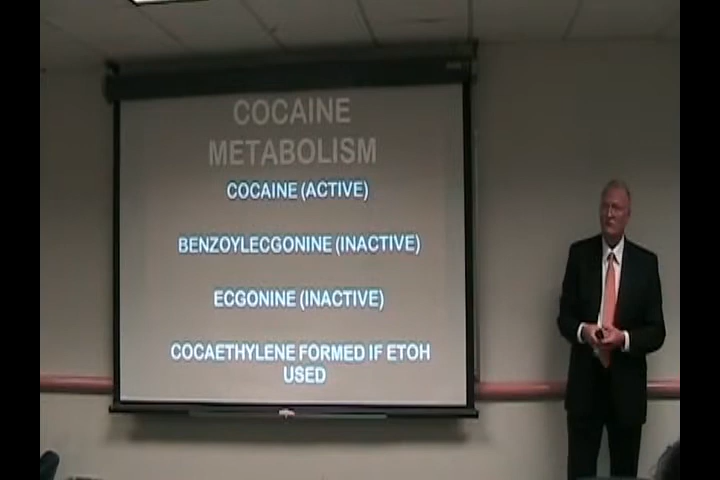 COCAINE
METABOLISM
COCAINE (ACTIVE)
BENZOYLECGONINE (INACTIVE)
ECGONINE (INACTIVE)
COCAETHYLENE FORMED IF ETOH
USED